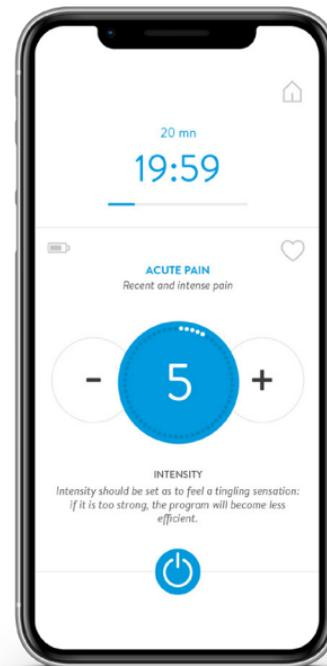 20 mn
19:59
ACUTE PAIN
Recent and intense pain
-
5
+
INTENSITY
Intensity should be set as to feel a tingling sensation:
if it is too strong, the program will become less
efficient.